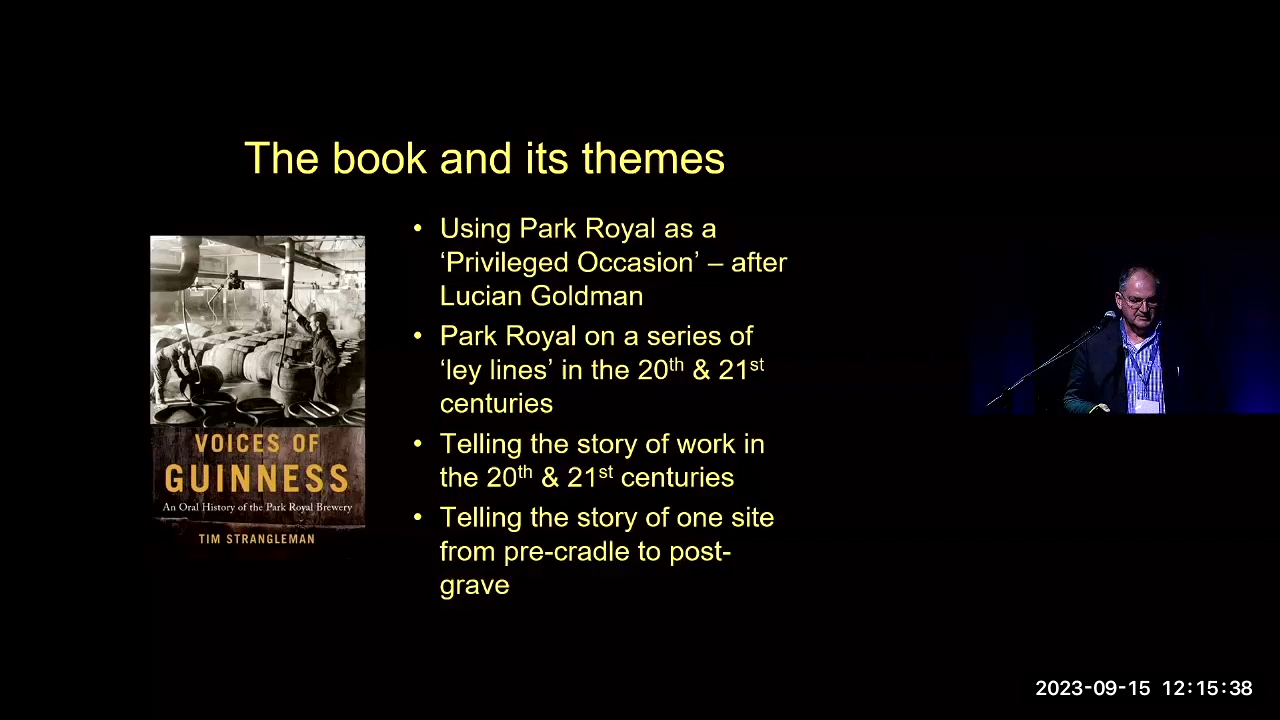 The book and its themes
VOICES OF
GUINNESS
An Oral History of the Park Royal Brewery
TIM STRANGLEMAN
• Using Park Royal as a
‘Privileged Occasion’ – after
Lucian Goldman
• Park Royal on a series of
‘ley lines’ in the 20th & 21st
centuries
• Telling the story of work in
the 20th & 21st centuries
• Telling the story of one site
from pre-cradle to post-
grave
2023-09-15 12:15:38